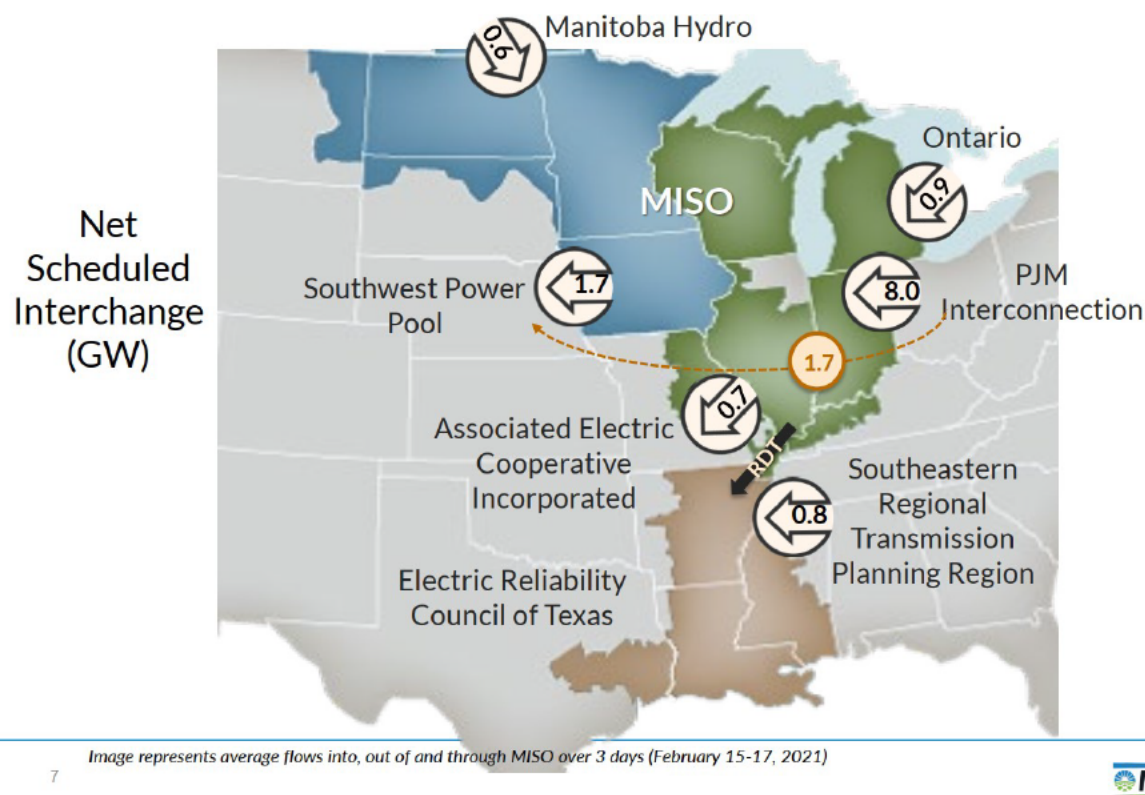 Manitoba Hydro
0.6
Ontario
0.9
MISO
Net
Scheduled
Interchange
(GW)
Southwest Power
Pool
1.7
8.0
PJM
Interconnection
1.7
0.7
Associated Electric
Cooperative
Incorporated
RDT
Southeastern
Regional
Transmission
Planning Region
0.8
Electric Reliability
Council of Texas
Image represents average flows into, out of and through MISO over 3 days (February 15-17, 2021)
7